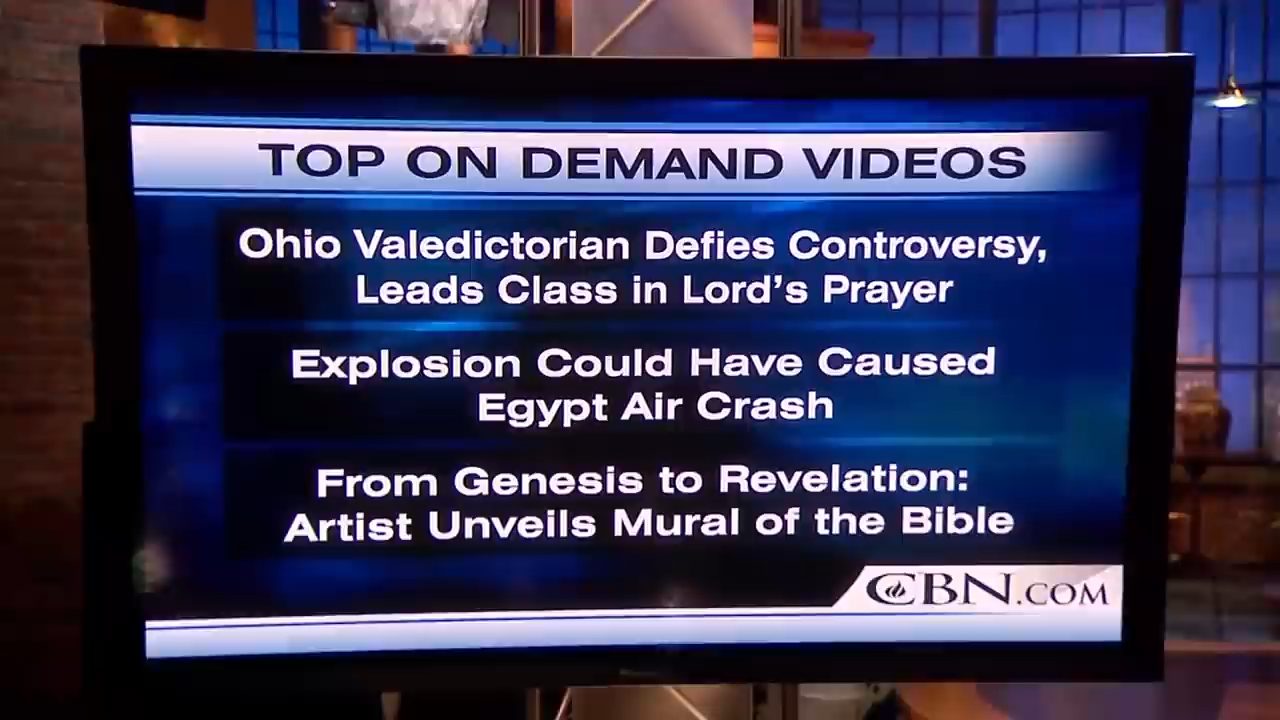 TOP ON DEMAND VIDEOS
Ohio Valedictorian Defies Controversy,
Leads Class in Lord's Prayer
Explosion Could Have Caused
Egypt Air Crash
From Genesis to Revelation:
Artist Unveils Mural of the Bible
CBN.COM